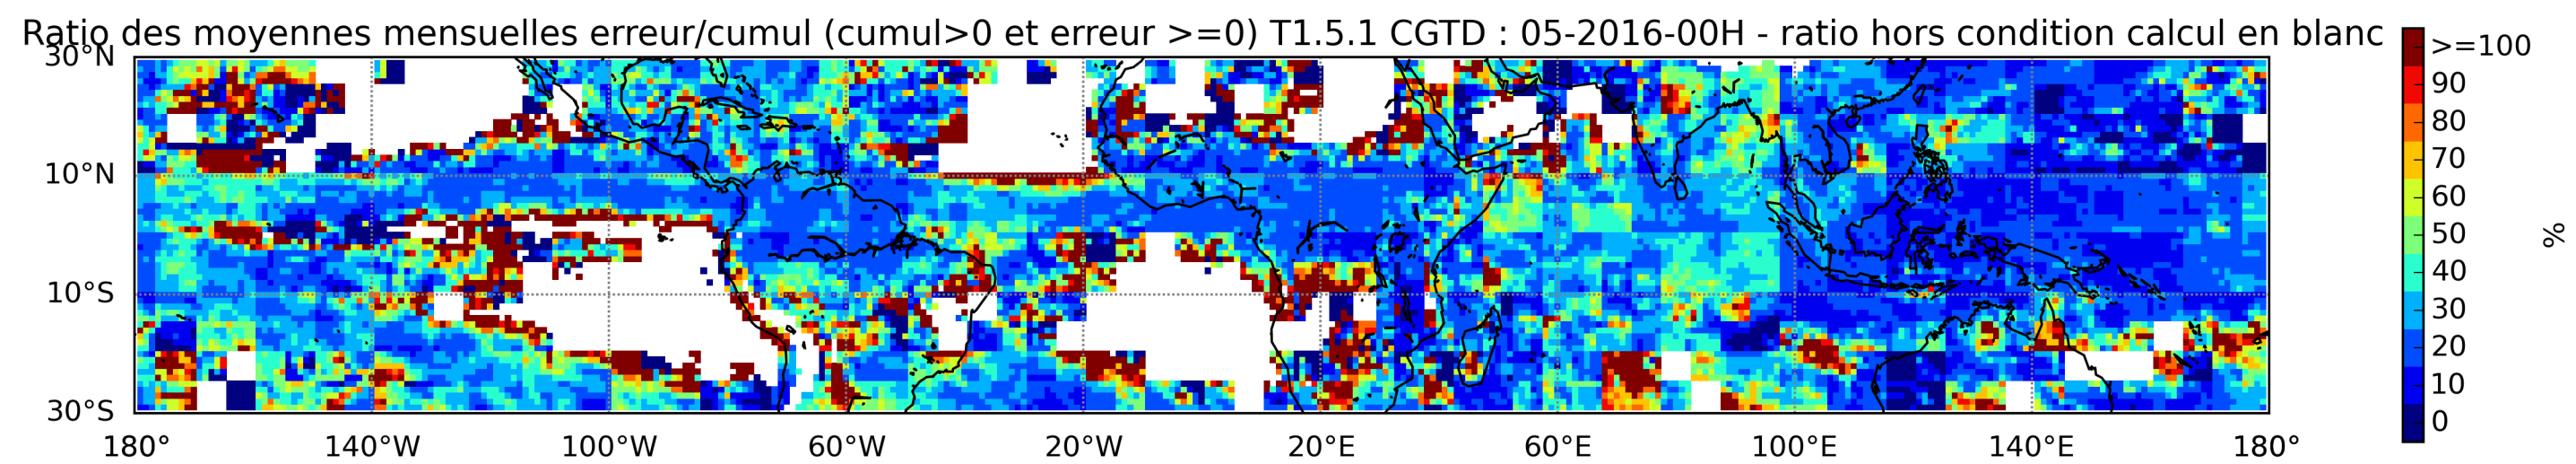 Ratio des moyennes mensuelles erreur/cumul (cumul>0 et erreur >=0) T1.5.1 CGTD : 05-2016-00H - ratio hors condition calcul en blanc
30°N
10°N
10°S
30°S
180° 140°W 100°W 60°W 20°W 20°E 60°E 100°E 140°E 180°
>=100
90
80
70
60
50
40
30
20
10
0
%